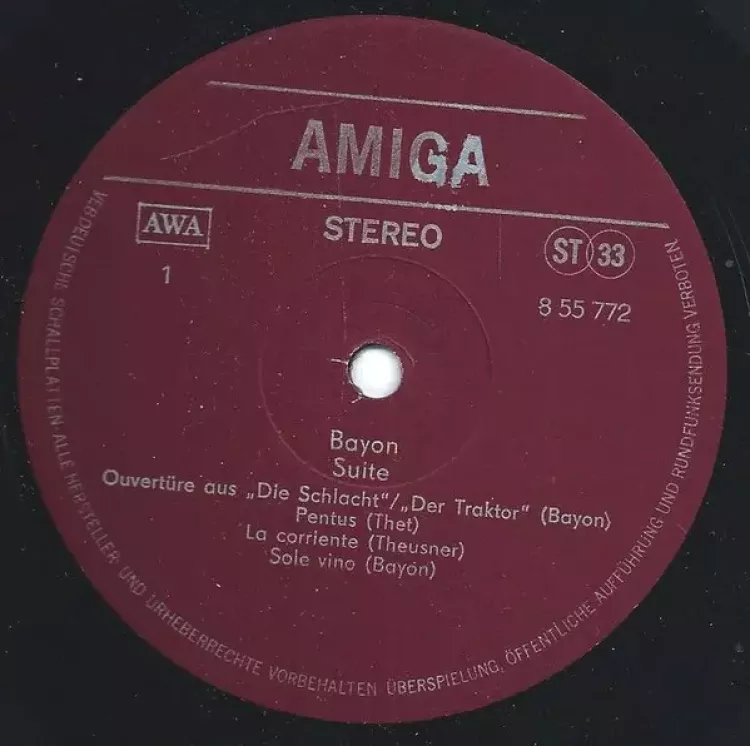 AMIGA
AWA
STEREO
ST 33
1
8 55 772
Bayon
Suite
Ouvertüre aus „Die Schlacht“/„Der Traktor“ (Bayon)
Pentus (Thet)
La corriente (Theusner)
Sole vino (Bayon)
VEB DEUTSCHE SCHALLPLATTEN · ALLE HERSTELLER- UND URHEBERRECHTE VORBEHALTEN ÜBERSPIELUNG, ÖFFENTLICHE AUFFÜHRUNG UND RUNDFUNKSENDUNG VERBOTEN